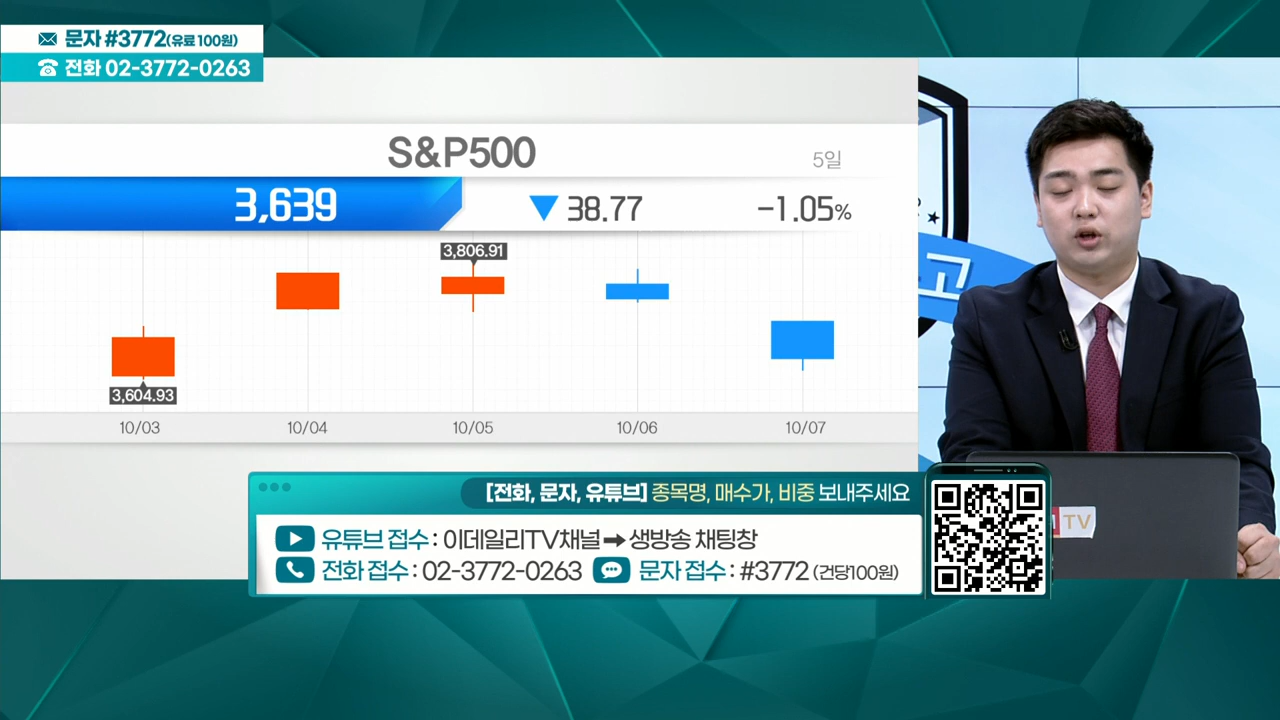 문자 #3772(유료 100원)
전화 02-3772-0263
S&P500
5일
3,639
▼ 38.77
-1.05%
3,806.91
3,604.93
10/03
10/04
10/05
10/06
10/07
고
[전화, 문자, 유튜브] 종목명, 매수가, 비중 보내주세요
유튜브 접수 : 이데일리TV채널➡생방송 채팅창
전화 접수 : 02-3772-0263
문자 접수 : #3772 (건당100원)
TV